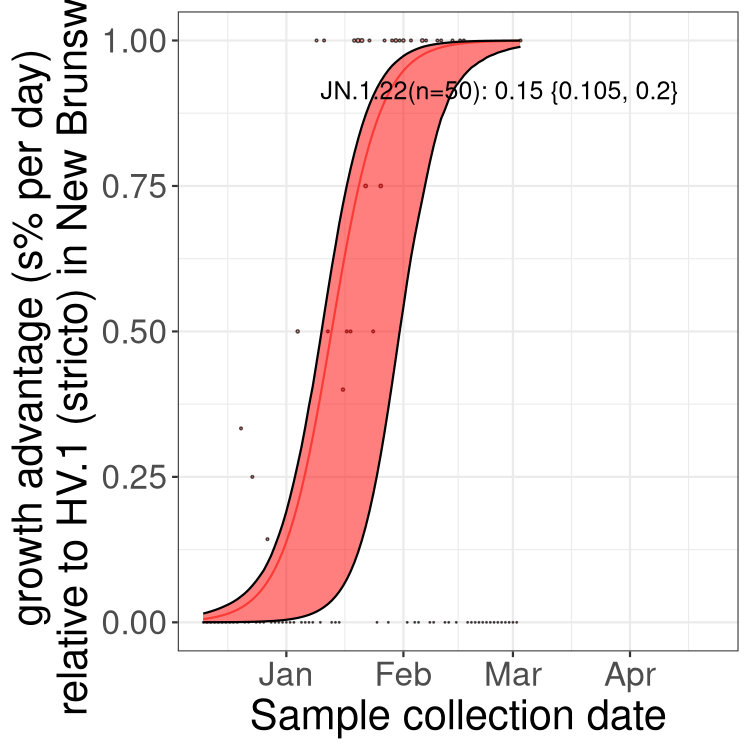 growth advantage (s% per day)
relative to HV.1 (stricto) in New Brunsw
1.00
0.75
0.50
0.25
0.00
JN.1.22(n=50): 0.15 {0.105, 0.2}
Jan Feb Mar Apr
Sample collection date